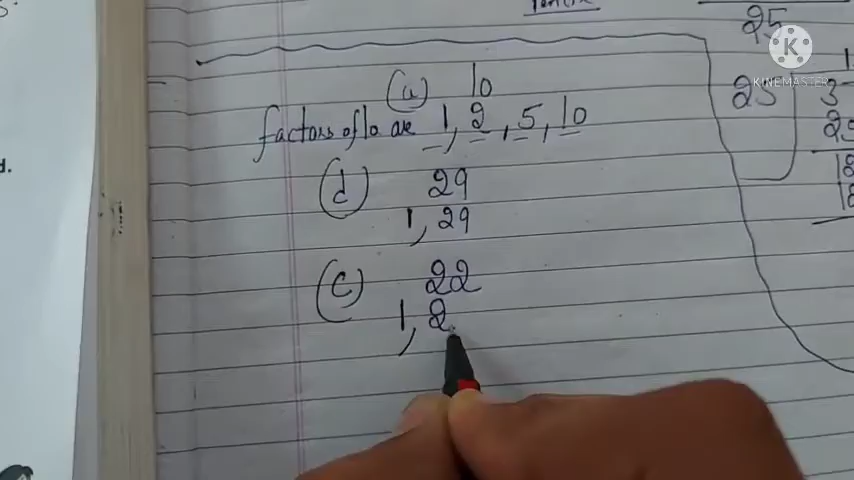 25
K
KINEMASTER
(a) 10
factors of 10 are 1, 2, 5, 10
25
(d) 29
1, 29
(c) 22
1, 2
d.